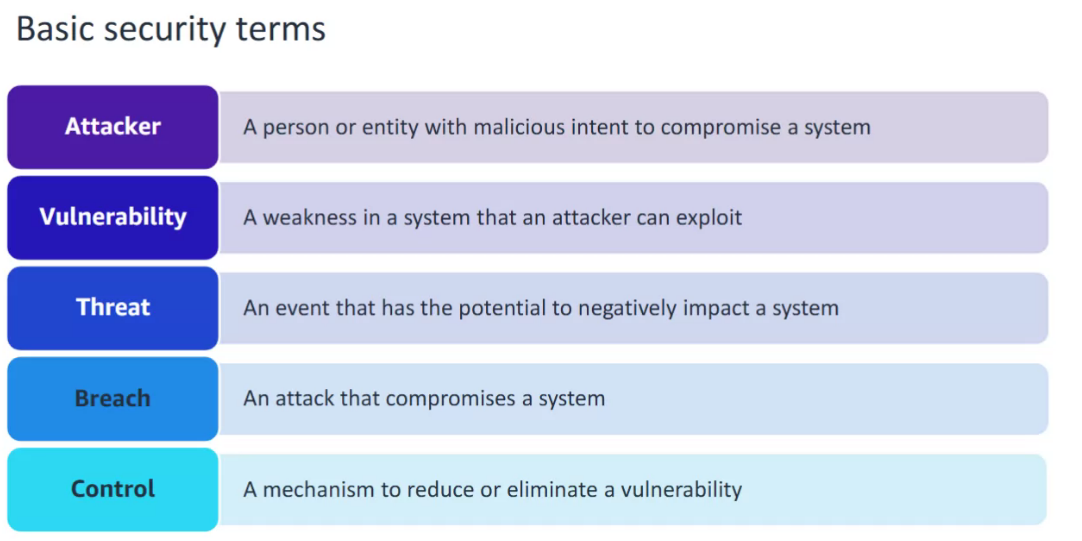 Basic security terms
Attacker
A person or entity with malicious intent to compromise a system
Vulnerability
A weakness in a system that an attacker can exploit
Threat
An event that has the potential to negatively impact a system
Breach
An attack that compromises a system
Control
A mechanism to reduce or eliminate a vulnerability